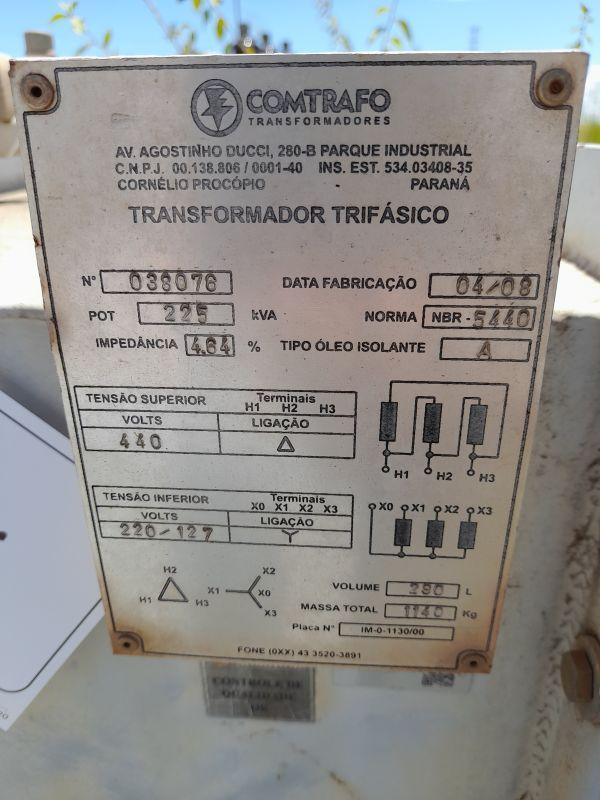 COMTRAFO
TRANSFORMADORES
AV. AGOSTINHO DUCCI, 280-B PARQUE INDUSTRIAL
C.N.P.J. 00.138.806 / 0001-40 INS. EST. 534.03408-35
CORNÉLIO PROCÓPIO PARANÁ
TRANSFORMADOR TRIFÁSICO
Nº 038076 DATA FABRICAÇÃO 04/08
POT 225 kVA NORMA NBR - 5440
IMPEDÂNCIA 4.64 % TIPO ÓLEO ISOLANTE A
TENSÃO SUPERIOR Terminais
H1 H2 H3
VOLTS LIGAÇÃO
440 △
H1 H2 H3
TENSÃO INFERIOR Terminais
X0 X1 X2 X3
VOLTS LIGAÇÃO
220-127
X0 X1 X2 X3
H2
H1 H3
X2
X1 X0
X3
VOLUME 290 L
MASSA TOTAL 1140 Kg
Placa Nº IM-0-1130/00
FONE (0XX) 43 3520-3891
CONTROLE DE
QUALIDADE
OK